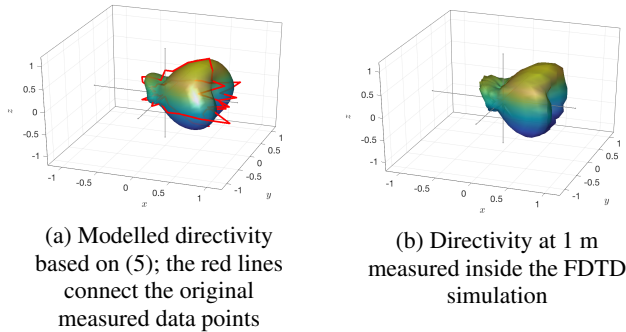 1
0.5
0
-0.5
-1
z
-1
-0.5
0
0.5
1
x
-1
-0.5
0
0.5
1
y
(a) Modelled directivity
based on (5); the red lines
connect the original
measured data points
1
0.5
0
-0.5
-1
z
-1
-0.5
0
0.5
1
x
-1
-0.5
0
0.5
1
y
(b) Directivity at 1 m
measured inside the FDTD
simulation